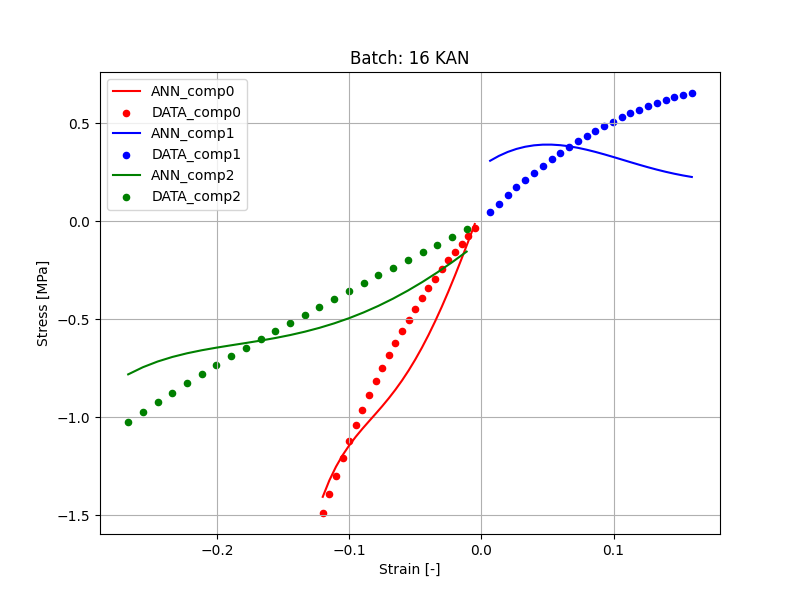 Batch: 16 KAN
ANN_comp0
DATA_comp0
ANN_comp1
DATA_comp1
ANN_comp2
DATA_comp2
Stress [MPa]
0.5
0.0
−0.5
−1.0
−1.5
−0.2 −0.1 0.0 0.1
Strain [-]